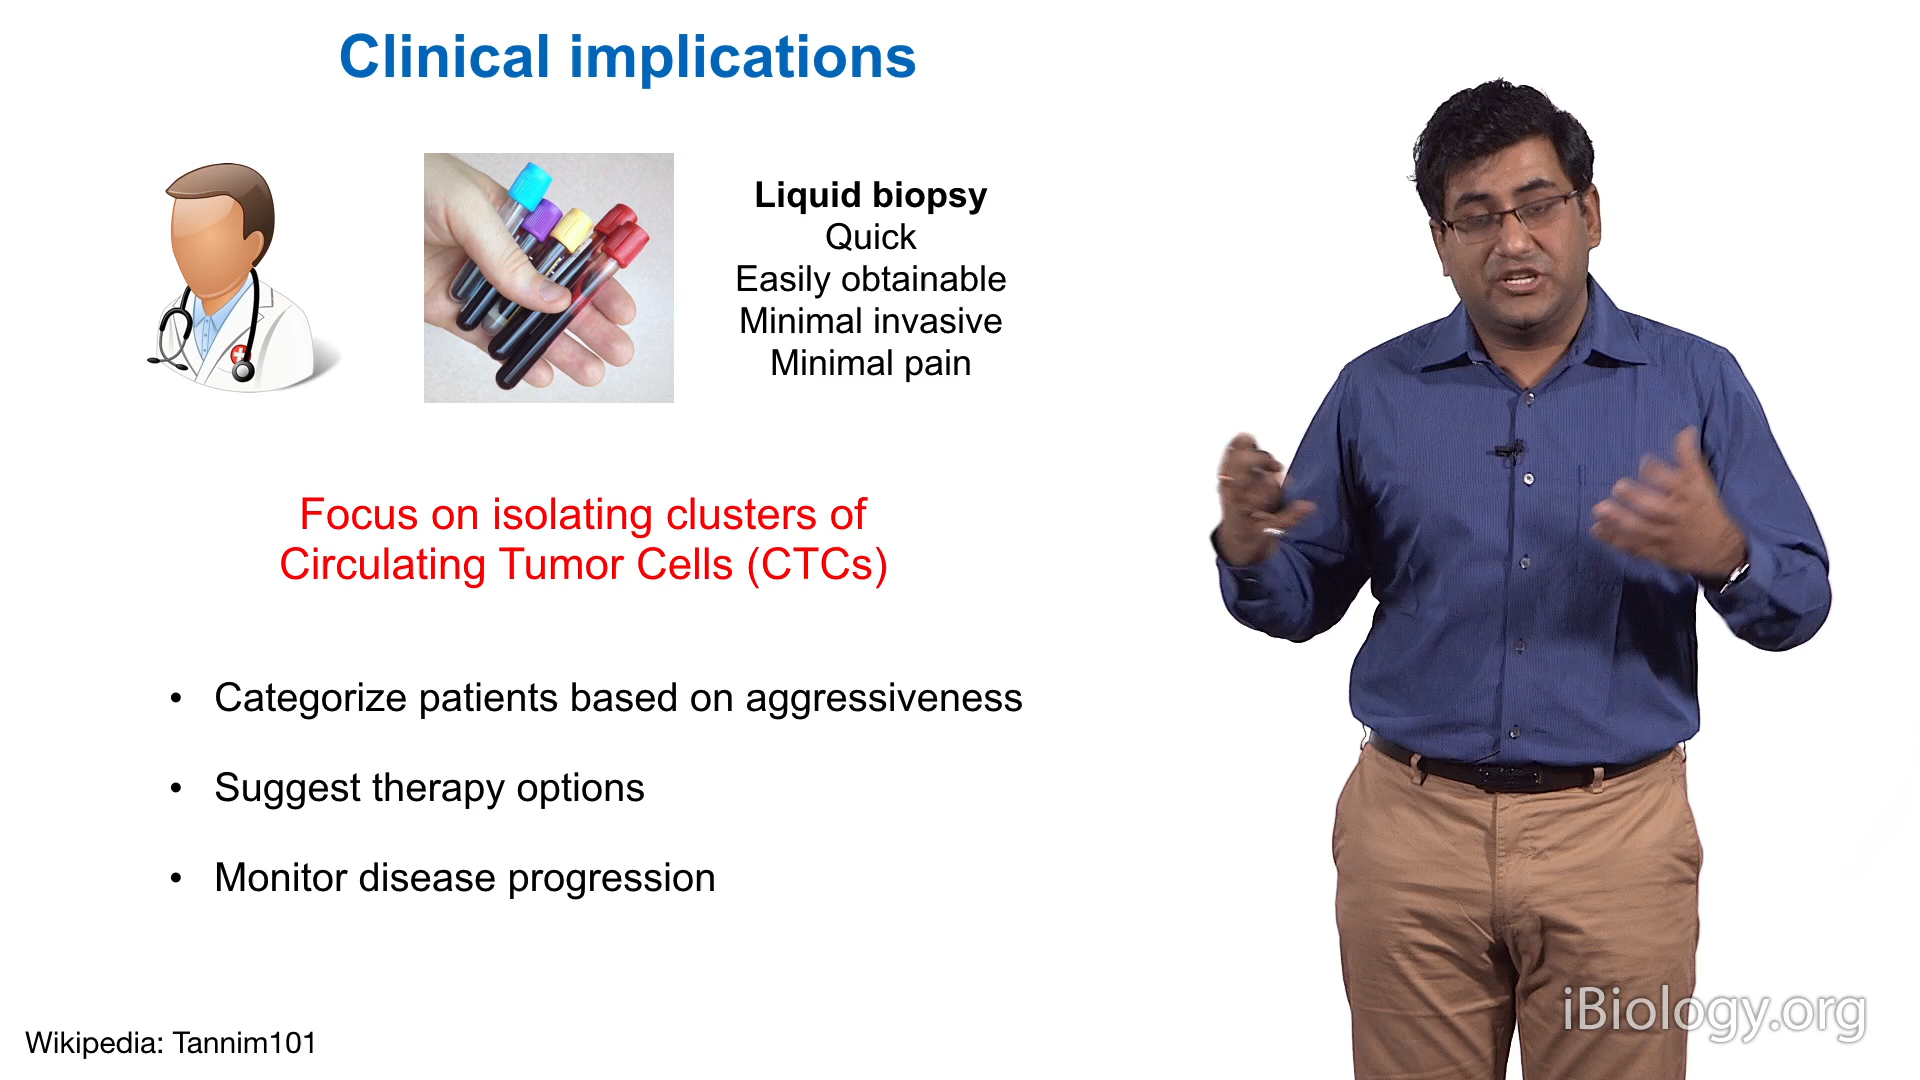 Clinical implications
Liquid biopsy
Quick
Easily obtainable
Minimal invasive
Minimal pain
Focus on isolating clusters of
Circulating Tumor Cells (CTCs)
• Categorize patients based on aggressiveness
• Suggest therapy options
• Monitor disease progression
Wikipedia: Tannim101
iBiology.org